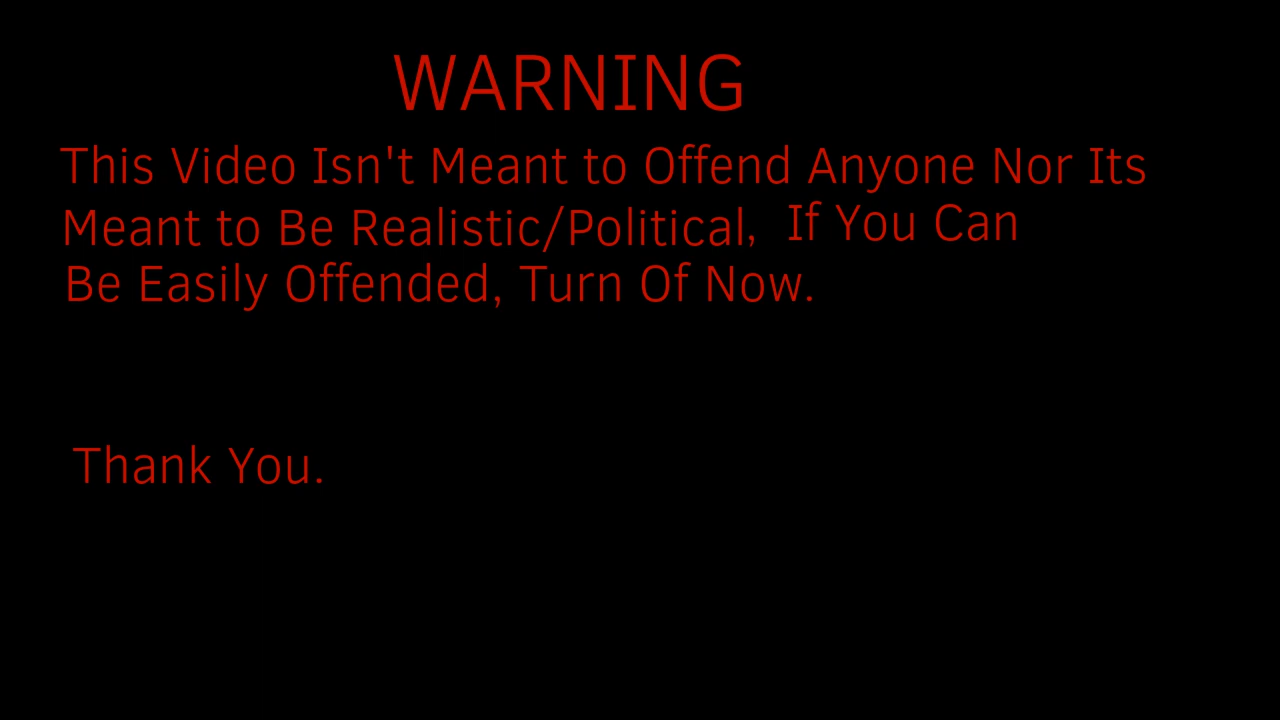 WARNING
This Video Isn't Meant to Offend Anyone Nor Its
Meant to Be Realistic/Political, If You Can
Be Easily Offended, Turn Of Now.
Thank You.